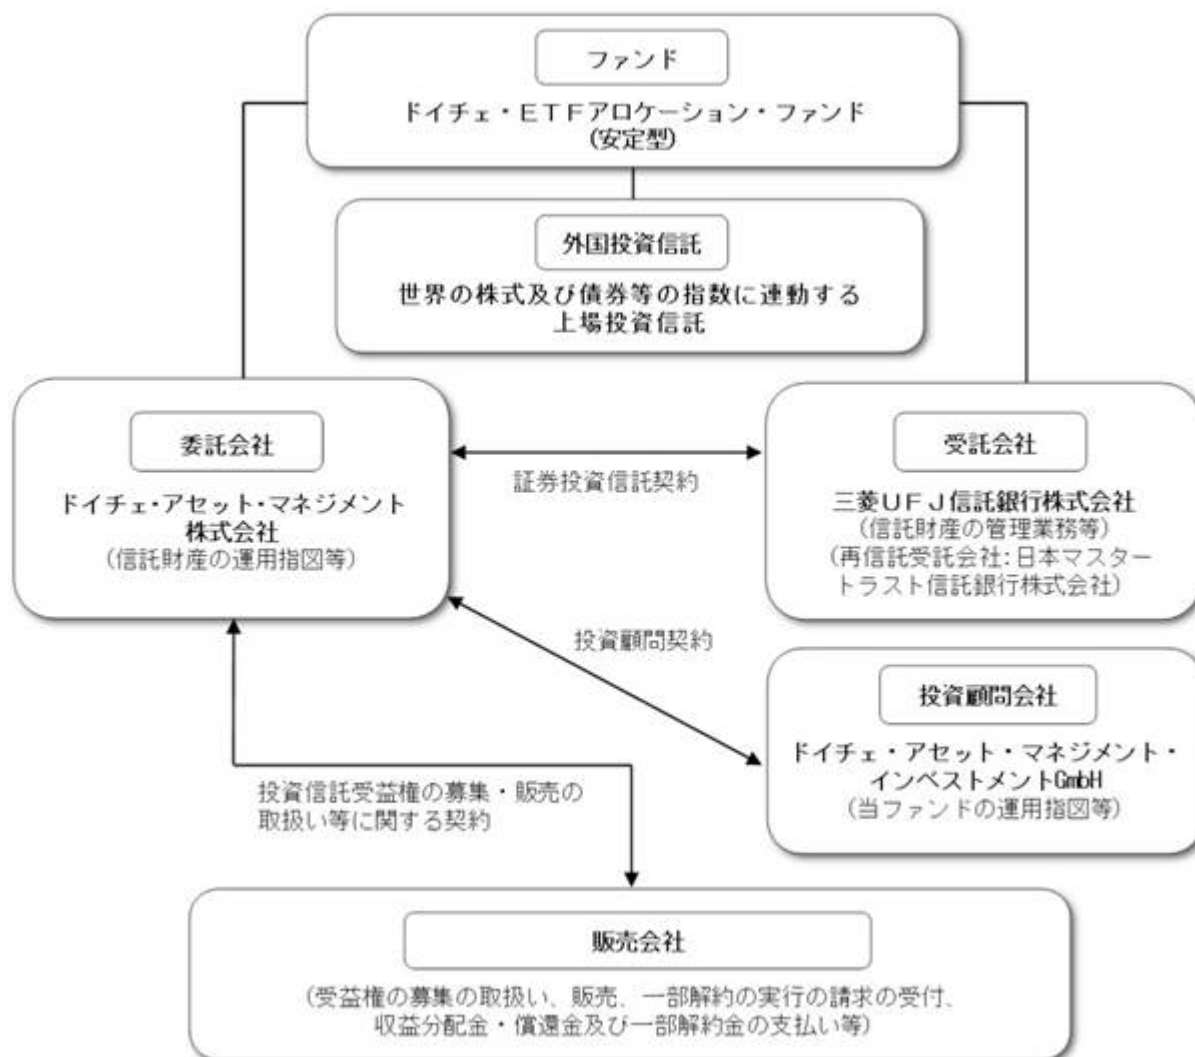 ファンド
ドイチェ・ＥＴＦアロケーション・ファンド
(安定型)
外国投資信託
世界の株式及び債券等の指数に連動する
上場投資信託
委託会社
ドイチェ・アセット・マネジメント
株式会社
(信託財産の運用指図等)
証券投資信託契約
受託会社
三菱ＵＦＪ信託銀行株式会社
(信託財産の管理業務等)
(再信託受託会社:日本マスター
トラスト信託銀行株式会社)
投資顧問契約
投資顧問会社
ドイチェ・アセット・マネジメント・
インベストメントGmbH
(当ファンドの運用指図等)
投資信託受益権の募集・販売の
取扱い等に関する契約
販売会社
(受益権の募集の取扱い、販売、一部解約の実行の請求の受付、
収益分配金・償還金及び一部解約金の支払い等)